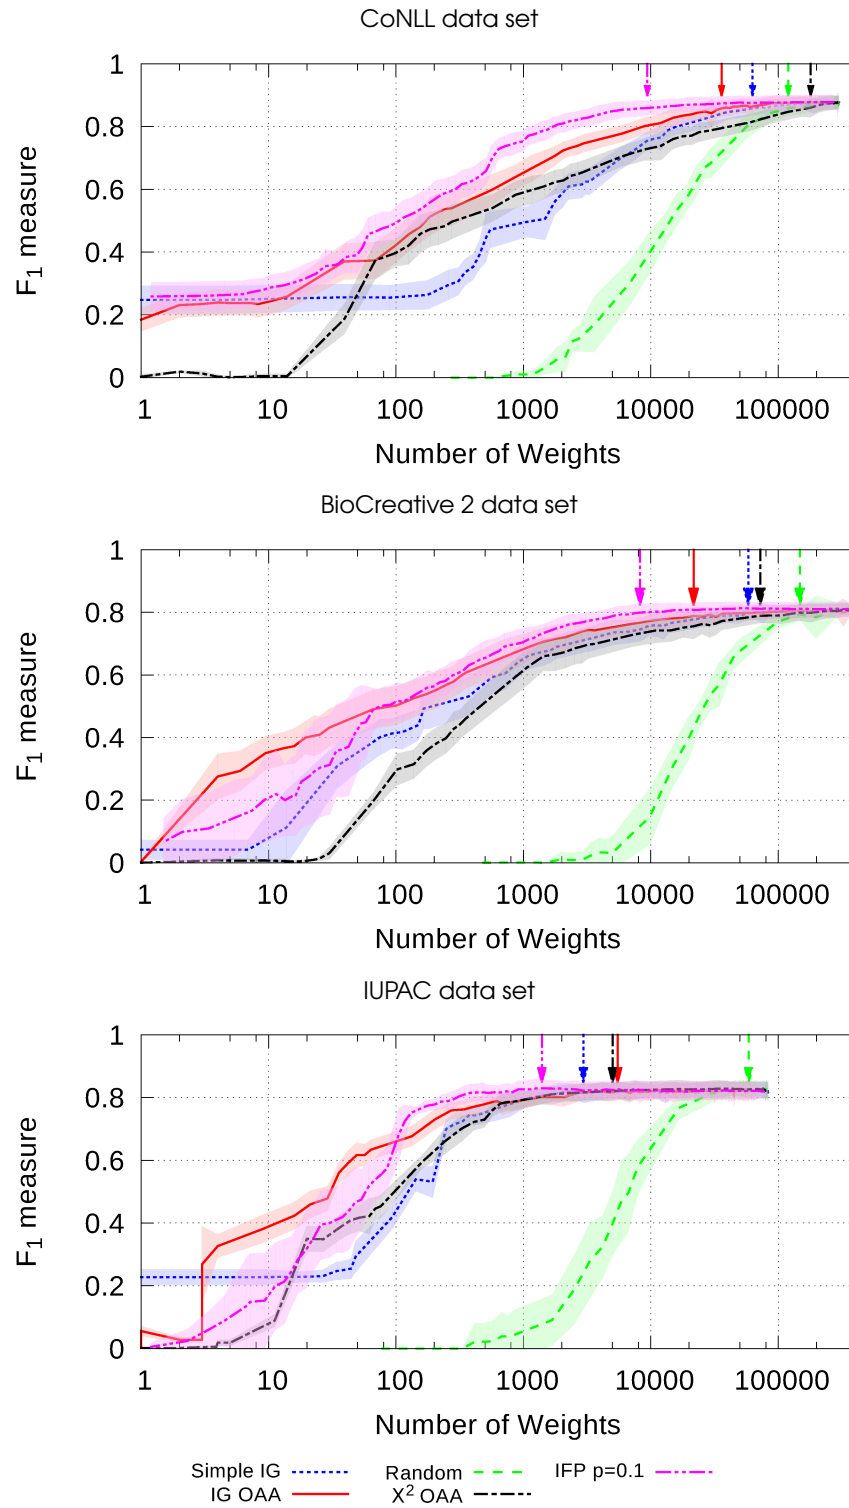 CoNLL data set
1
0.8
0.6
0.4
0.2
0
F1 measure
1 10 100 1000 10000 100000
Number of Weights
BioCreative 2 data set
1
0.8
0.6
0.4
0.2
0
F1 measure
1 10 100 1000 10000 100000
Number of Weights
IUPAC data set
1
0.8
0.6
0.4
0.2
0
F1 measure
1 10 100 1000 10000 100000
Number of Weights
Simple IG Random IFP p=0.1
IG OAA X² OAA